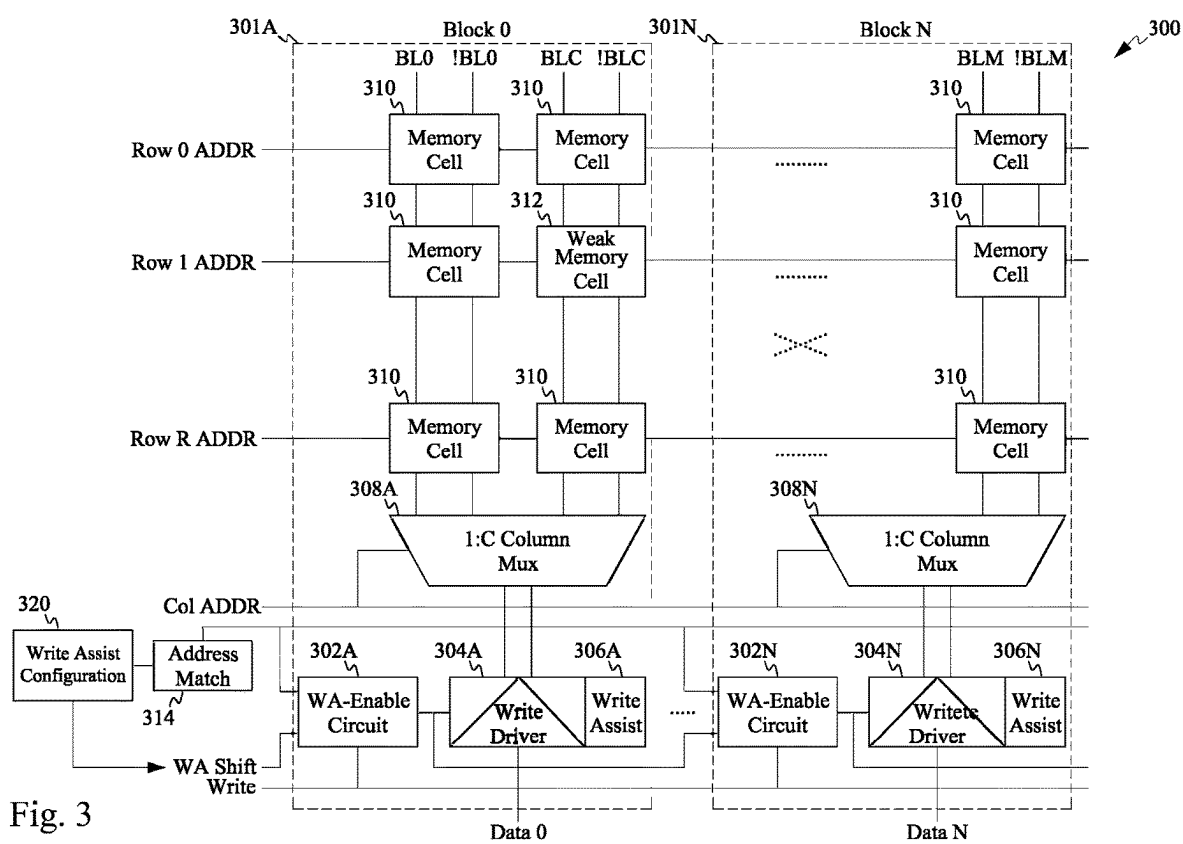 301A
Block 0
301N
Block N
300
BL0 !BL0 BLC !BLC
BLM !BLM
310
310
310
Row 0 ADDR
Memory
Cell
Memory
Cell
Memory
Cell
310
312
310
Row 1 ADDR
Memory
Cell
Weak
Memory
Cell
Memory
Cell
310
310
310
Row R ADDR
Memory
Cell
Memory
Cell
Memory
Cell
308A
308N
1:C Column
Mux
1:C Column
Mux
320
Col ADDR
Write Assist
Configuration
Address
Match
314
302A
304A
306A
302N
304N
306N
WA-Enable
Circuit
Write
Driver
Write
Assist
WA-Enable
Circuit
Writete
Driver
Write
Assist
WA Shift
Write
Fig. 3
Data 0
Data N